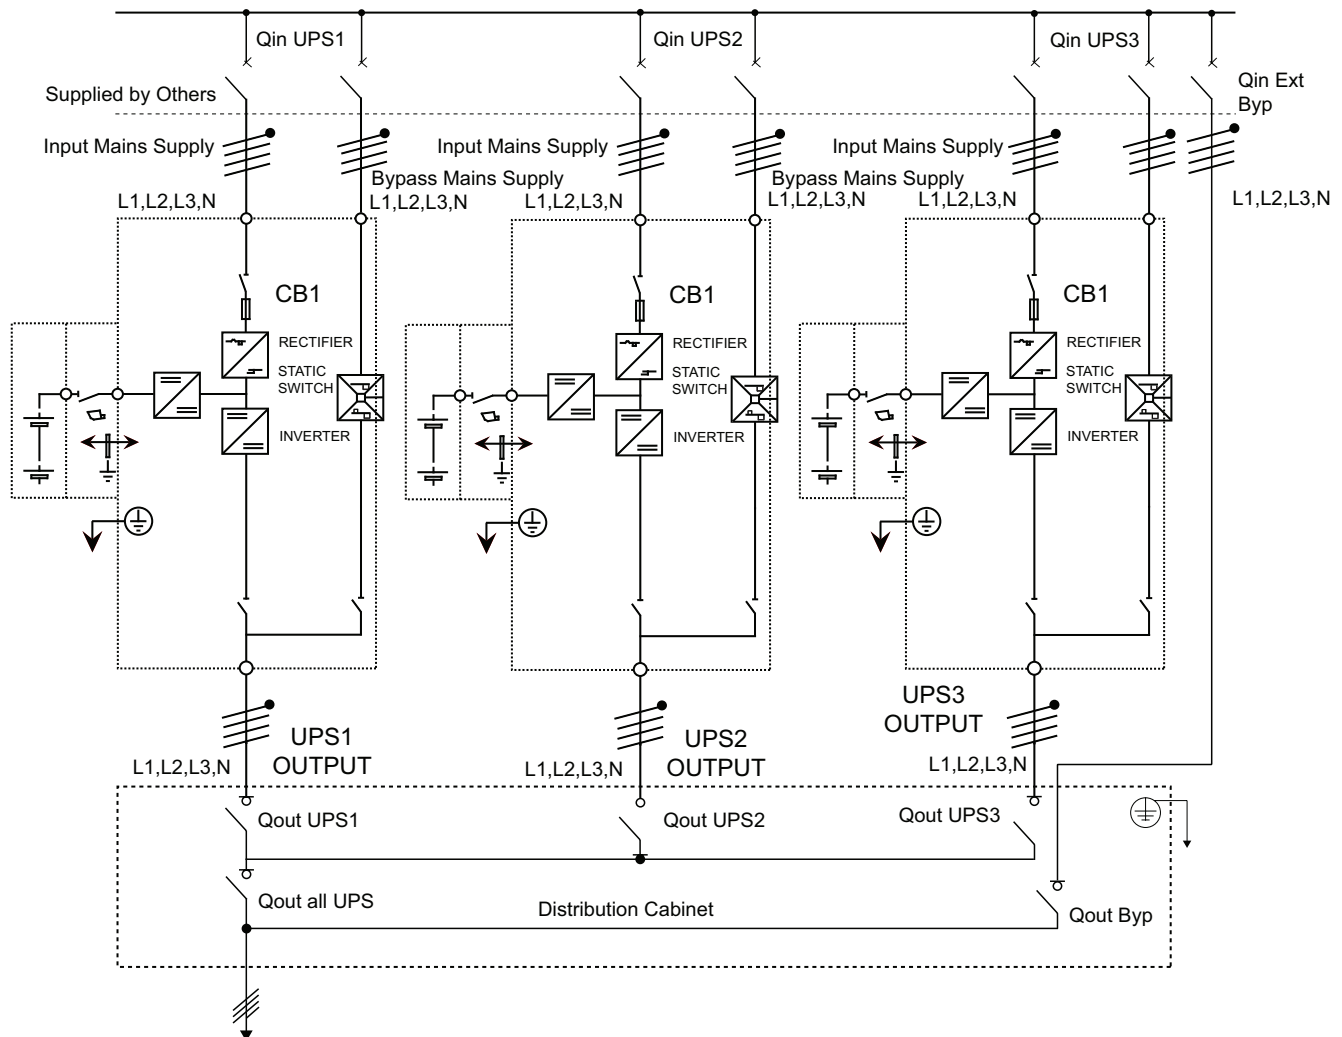 Qin UPS1
Qin UPS2
Qin UPS3
Supplied by Others
Qin Ext
Byp
Input Mains Supply
Input Mains Supply
Input Mains Supply
Bypass Mains Supply
Bypass Mains Supply
L1,L2,L3,N
L1,L2,L3,N
L1,L2,L3,N
L1,L2,L3,N
L1,L2,L3,N
L1,L2,L3,N
CB1
CB1
CB1
RECTIFIER
RECTIFIER
RECTIFIER
STATIC
SWITCH
STATIC
SWITCH
STATIC
SWITCH
INVERTER
INVERTER
INVERTER
UPS1
OUTPUT
UPS2
OUTPUT
UPS3
OUTPUT
L1,L2,L3,N
L1,L2,L3,N
L1,L2,L3,N
Qout UPS1
Qout UPS2
Qout UPS3
Qout all UPS
Distribution Cabinet
Qout Byp